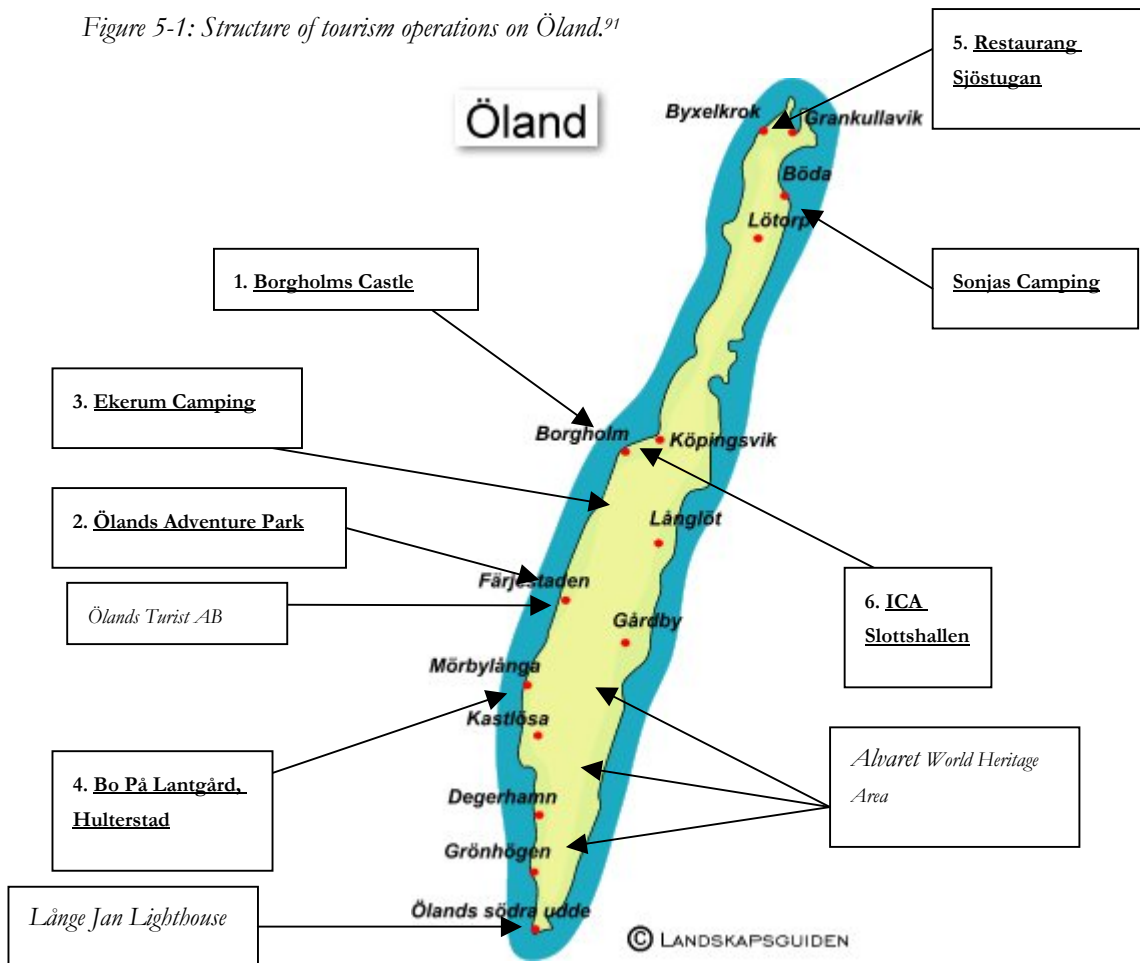 Figure 5-1: Structure of tourism operations on Öland.91
5. Restaurang
Sjöstugan
Öland
Byxelkrok
Grankullavik
Böda
Lötorp
1. Borgholms Castle
Sonjas Camping
3. Ekerum Camping
Borgholm
Köpingsvik
2. Ölands Adventure Park
Långlöt
Färjestaden
Ölands Turist AB
6. ICA
Slottshallen
Gårdby
Mörbylånga
Kastlösa
4. Bo På Lantgård,
Hulterstad
Alvaret World Heritage
Area
Degerhamn
Grönhögen
Långe Jan Lighthouse
Ölands södra udde
© LANDSKAPSGUIDEN